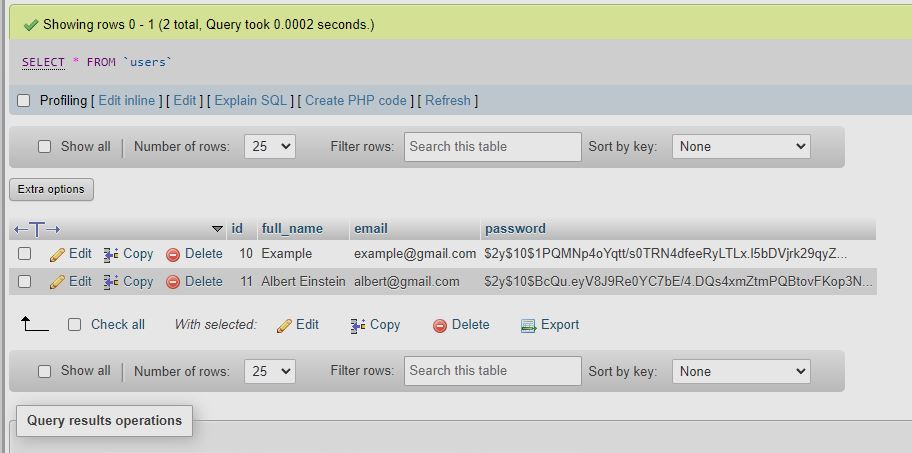 Showing rows 0 - 1 (2 total, Query took 0.0002 seconds.)
SELECT * FROM `users`
Profiling [ Edit inline ] [ Edit ] [ Explain SQL ] [ Create PHP code ] [ Refresh ]
Show all | Number of rows: 25 Filter rows: Search this table Sort by key: None
Extra options
id full_name email password
Edit Copy Delete 10 Example example@gmail.com $2y$10$1PQMNp4oYqtt/s0TRN4dfeeRyLTLx.I5bDVjrk29qyZ...
Edit Copy Delete 11 Albert Einstein albert@gmail.com $2y$10$BcQu.eyV8J9Re0YC7bE/4.DQs4xmZtmPQBtovFKop3N...
Check all With selected: Edit Copy Delete Export
Show all | Number of rows: 25 Filter rows: Search this table Sort by key: None
Query results operations